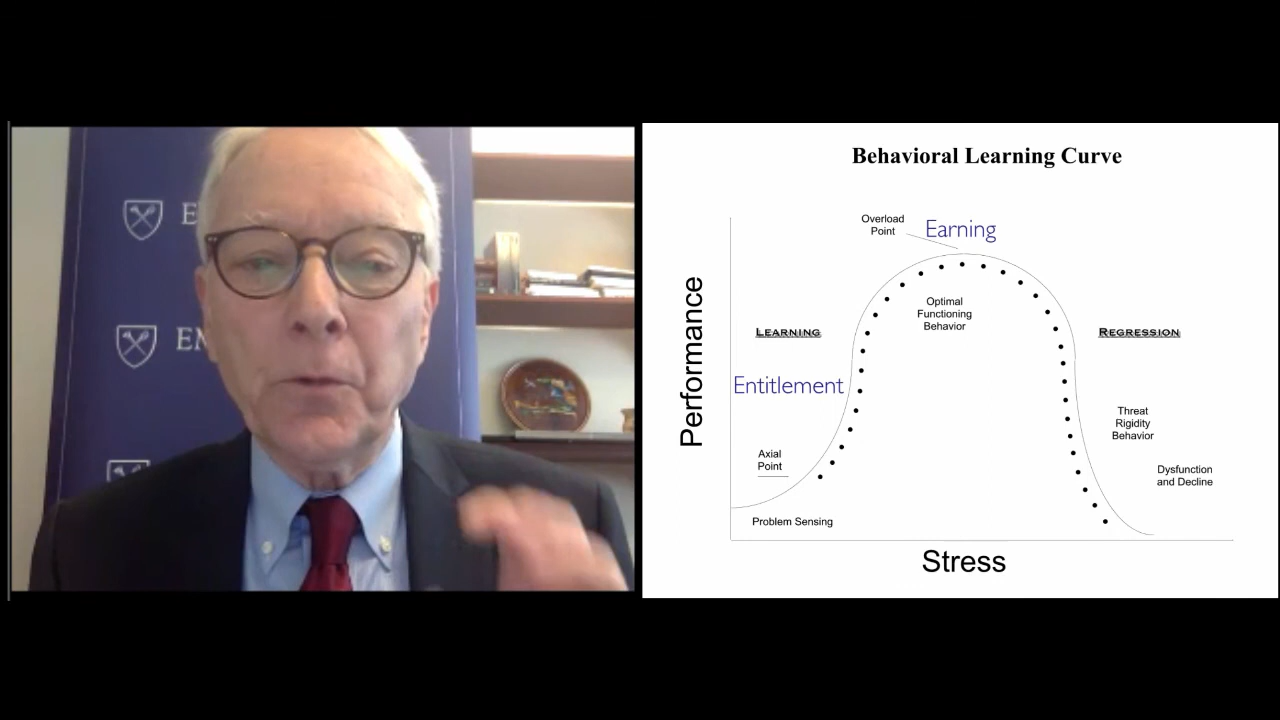 E
EM
Behavioral Learning Curve
Overload
Point
Earning
Optimal
Functioning
Behavior
LEARNING
REGRESSION
Entitlement
Performance
Threat
Rigidity
Behavior
Axial
Point
Dysfunction
and Decline
Problem Sensing
Stress